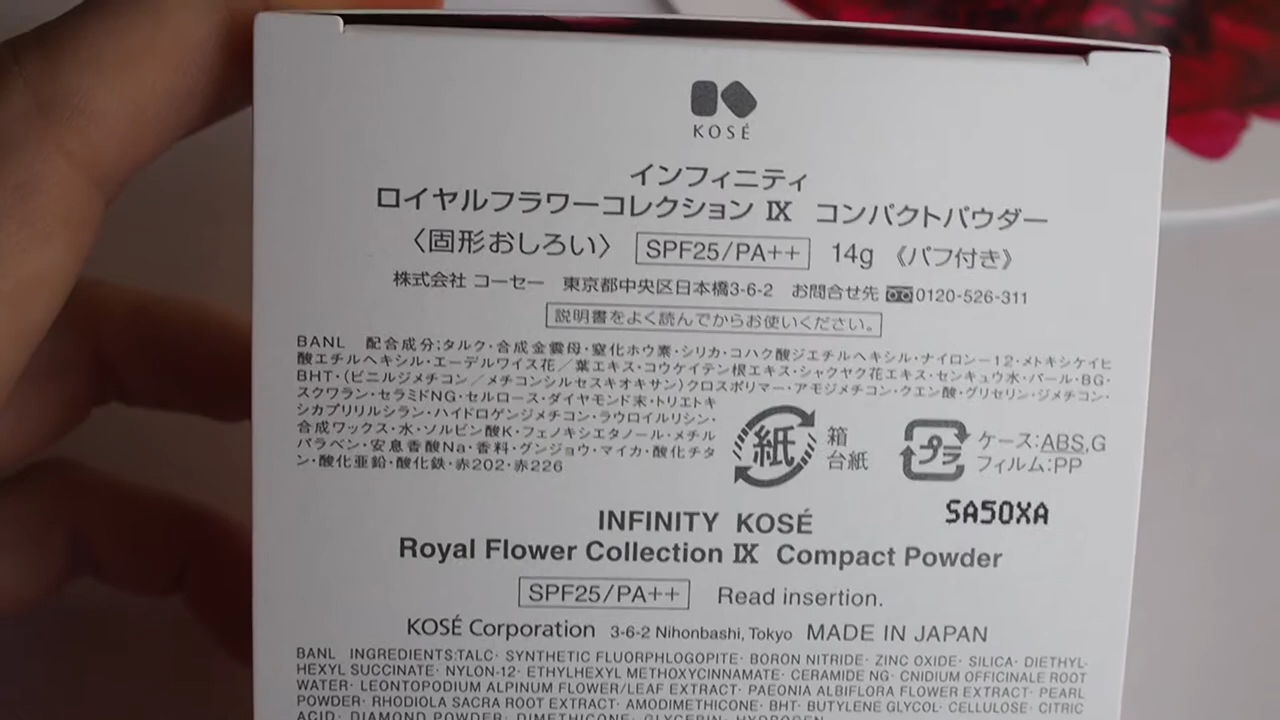 KOSÉ
インフィニティ
ロイヤルフラワーコレクション Ⅸ コンパクトパウダー
〈固形おしろい〉 SPF25/PA++ 14g 《パフ付き》
株式会社 コーセー 東京都中央区日本橋3-6-2 お問合せ先 0120-526-311
説明書をよく読んでからお使いください。
BANL 配合成分;タルク・合成金雲母・窒化ホウ素・シリカ・コハク酸ジエチルヘキシル・ナイロン-12・メトキシケイヒ
酸エチルヘキシル・エーデルワイス花/葉エキス・コウケイテン根エキス・シャクヤク花エキス・センキュウ水・パール・BG・
BHT・(ビニルジメチコン/メチコンシルセスキオキサン)クロスポリマー・アモジメチコン・クエン酸・グリセリン・ジメチコン・
スクワラン・セラミドNG・セルロース・ダイヤモンド末・トリエトキ
シカプリリルシラン・ハイドロゲンジメチコン・ラウロイルリシン・
合成ワックス・水・ソルビン酸K・フェノキシエタノール・メチル
パラベン・安息香酸Na・香料・グンジョウ・マイカ・酸化チタ
ン・酸化亜鉛・酸化鉄・赤202・赤226
紙 箱
台紙
プラ ケース:ABS,G
フィルム:PP
SA50XA
INFINITY KOSÉ
Royal Flower Collection Ⅸ Compact Powder
SPF25/PA++ Read insertion.
KOSÉ Corporation 3-6-2 Nihonbashi, Tokyo MADE IN JAPAN
BANL INGREDIENTS:TALC· SYNTHETIC FLUORPHLOGOPITE· BORON NITRIDE· ZINC OXIDE· SILICA· DIETHYL-
HEXYL SUCCINATE· NYLON-12· ETHYLHEXYL METHOXYCINNAMATE· CERAMIDE NG· CNIDIUM OFFICINALE ROOT
WATER· LEONTOPODIUM ALPINUM FLOWER/LEAF EXTRACT· PAEONIA ALBIFLORA FLOWER EXTRACT· PEARL
POWDER· RHODIOLA SACRA ROOT EXTRACT· AMODIMETHICONE· BHT· BUTYLENE GLYCOL· CELLULOSE· CITRIC
ACID· DIAMOND POWDER· DIMETHICONE· GLYCERIN· HYDROGEN